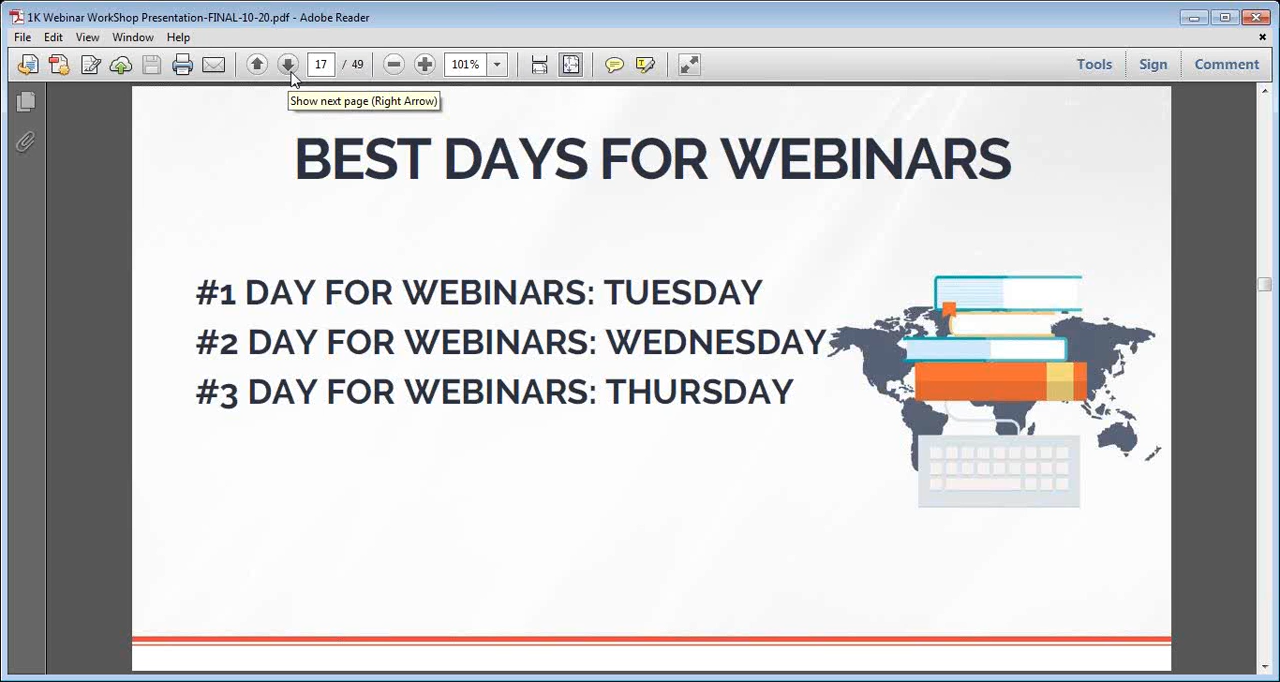 1K Webinar WorkShop Presentation-FINAL-10-20.pdf - Adobe Reader
File Edit View Window Help
17 / 49 101% Tools Sign Comment
Show next page (Right Arrow)
BEST DAYS FOR WEBINARS
#1 DAY FOR WEBINARS: TUESDAY
#2 DAY FOR WEBINARS: WEDNESDAY
#3 DAY FOR WEBINARS: THURSDAY